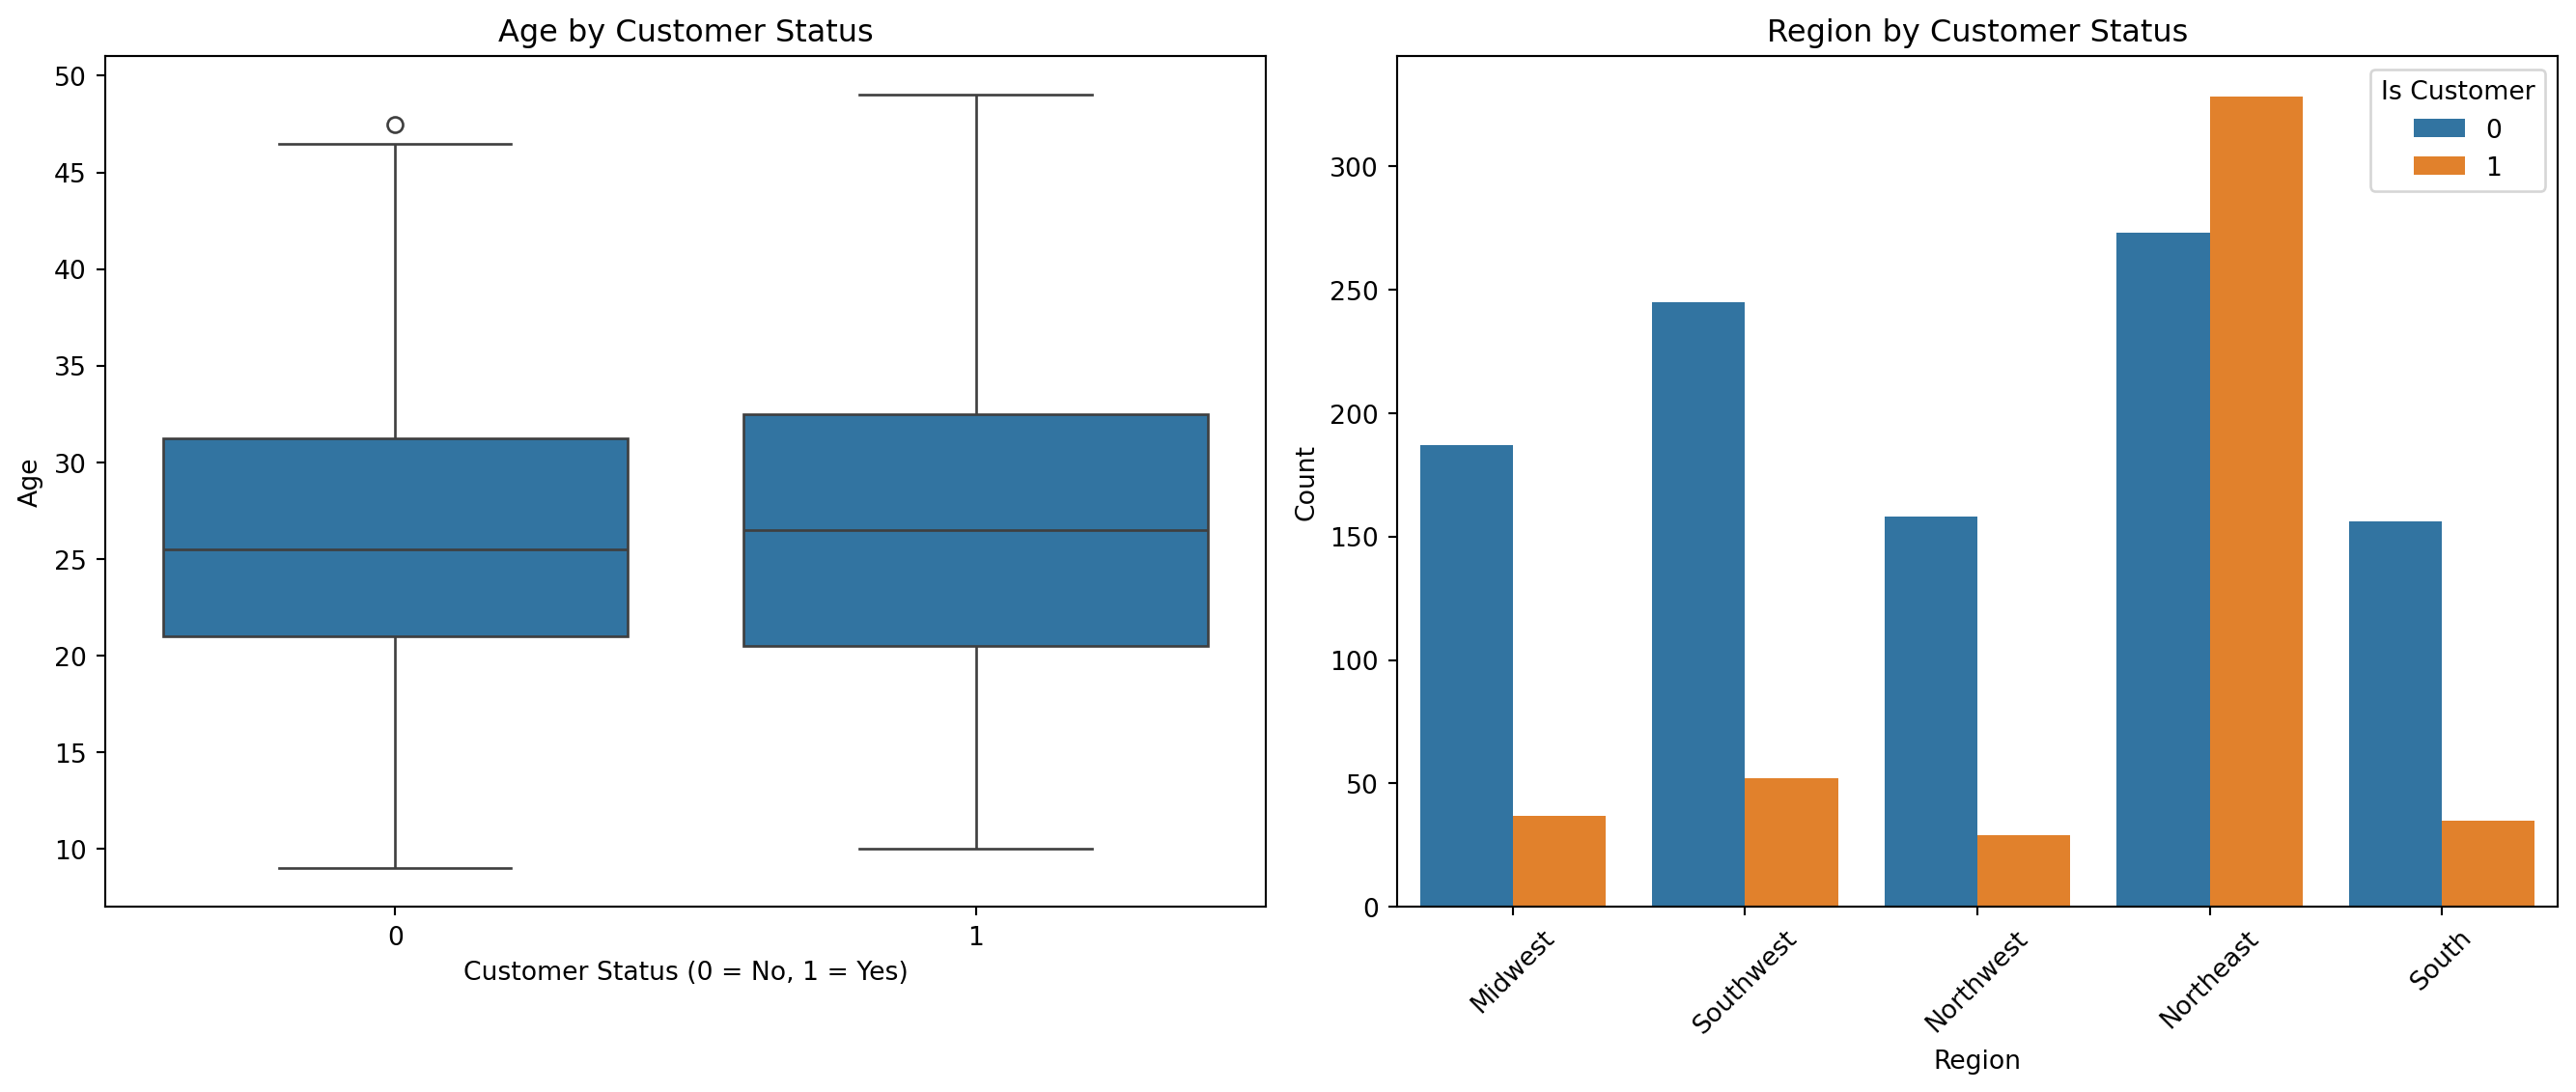 Age by Customer Status
50
45
40
35
30
25
20
15
10
Age
0
1
Customer Status (0 = No, 1 = Yes)
Region by Customer Status
Is Customer
0
1
300
250
200
150
100
50
0
Count
Midwest
Southwest
Northwest
Northeast
South
Region